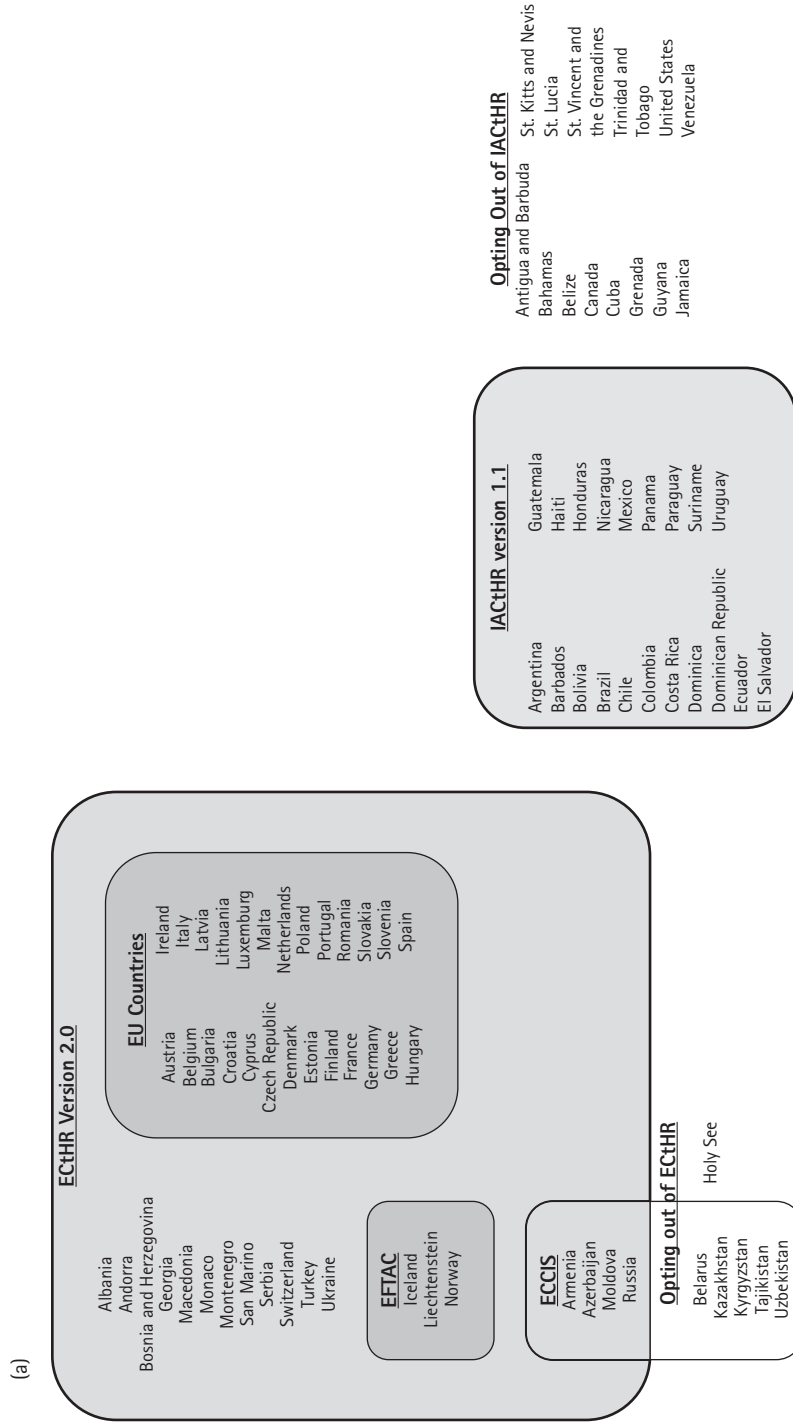 (a)
ECtHR Version 2.0
Albania
Andorra
Bosnia and Herzegovina
Georgia
Macedonia
Monaco
Montenegro
San Marino
Serbia
Switzerland
Turkey
Ukraine
EU Countries
Austria
Belgium
Bulgaria
Croatia
Cyprus
Czech Republic
Denmark
Estonia
Finland
France
Germany
Greece
Hungary
Ireland
Italy
Latvia
Lithuania
Luxemburg
Malta
Netherlands
Poland
Portugal
Romania
Slovakia
Slovenia
Spain
EFTAC
Iceland
Liechtenstein
Norway
ECCIS
Armenia
Azerbaijan
Moldova
Russia
Opting out of ECtHR
Belarus
Kazakhstan
Kyrgyzstan
Tajikistan
Uzbekistan
Holy See
IACtHR version 1.1
Argentina
Barbados
Bolivia
Brazil
Chile
Colombia
Costa Rica
Dominica
Dominican Republic
Ecuador
El Salvador
Guatemala
Haiti
Honduras
Nicaragua
Mexico
Panama
Paraguay
Suriname
Uruguay
Opting Out of IACtHR
Antigua and Barbuda
Bahamas
Belize
Canada
Cuba
Grenada
Guyana
Jamaica
St. Kitts and Nevis
St. Lucia
St. Vincent and
the Grenadines
Trinidad and
Tobago
United States
Venezuela